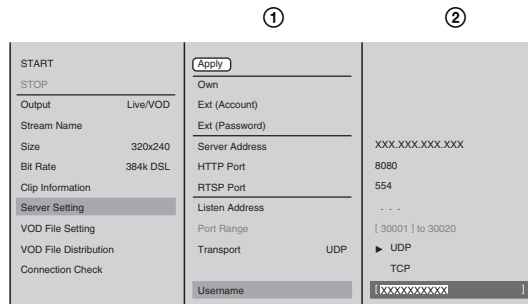 ① ②
START
STOP
Output Live/VOD
Stream Name
Size 320x240
Bit Rate 384k DSL
Clip Information
Server Setting
VOD File Setting
VOD File Distribution
Connection Check
Apply
Own
Ext (Account)
Ext (Password)
Server Address
HTTP Port
RTSP Port
Listen Address
Port Range
Transport UDP
Username
XXX.XXX.XXX.XXX
8080
554
. . .
[ 30001 ] to 30020
▶ UDP
TCP
[XXXXXXXXXX ]